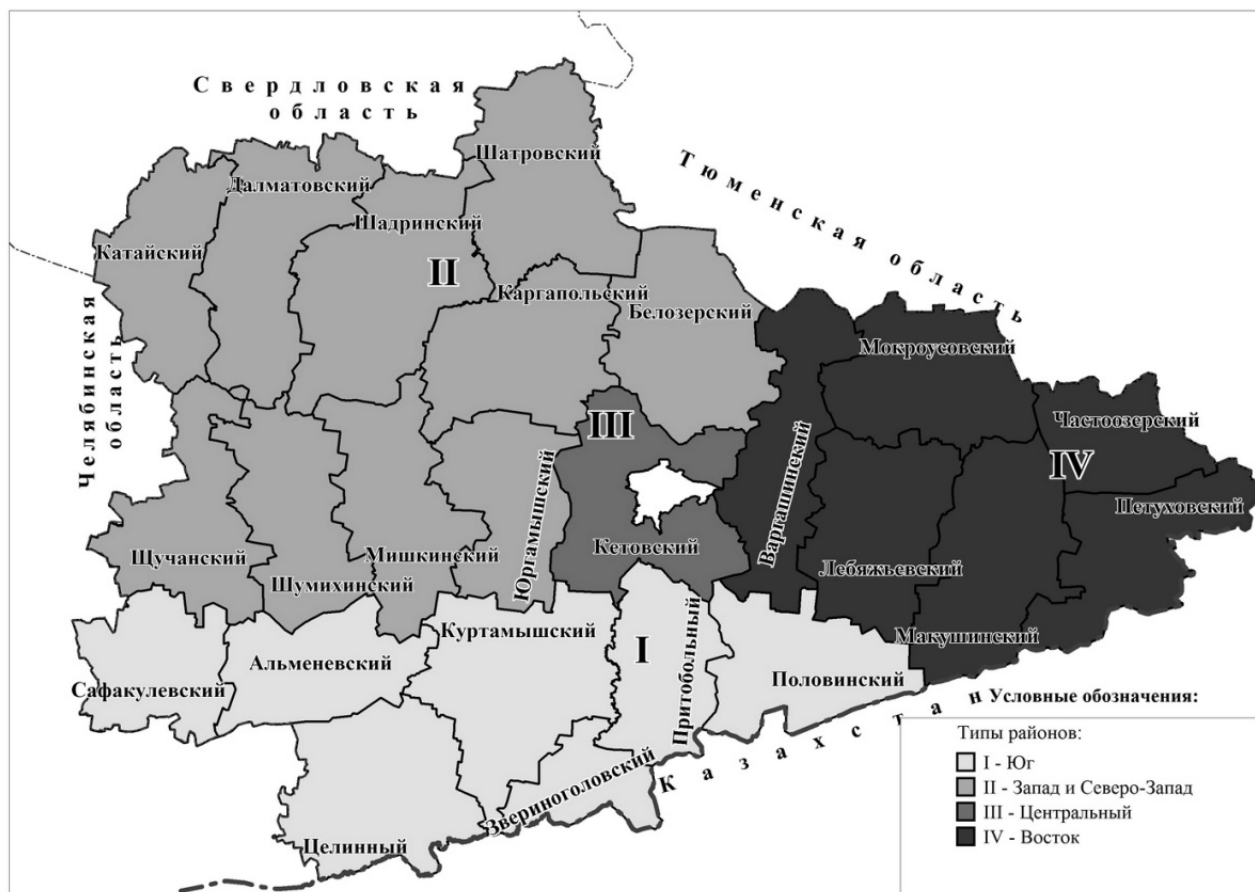 Свердловская
область
Шатровский
Тюменская область
Далматовский
Шадринский
Катайский
II
Каргапольский
Белозерский
Челябинская
область
Мокроусовский
III
Частоозерский
IV
Юргамышский
Варгашинский
Петуховский
Кетовский
Щучанский
Мишкинский
Шумихинский
Лебяжьевский
Куртамышский
Макушинский
I
Альменевский
Притобольный
Половинский
Сафакулевский
Звериноголовский
Казахстан
Целинный
Условные обозначения:
Типы районов:
I - Юг
II - Запад и Северо-Запад
III - Центральный
IV - Восток